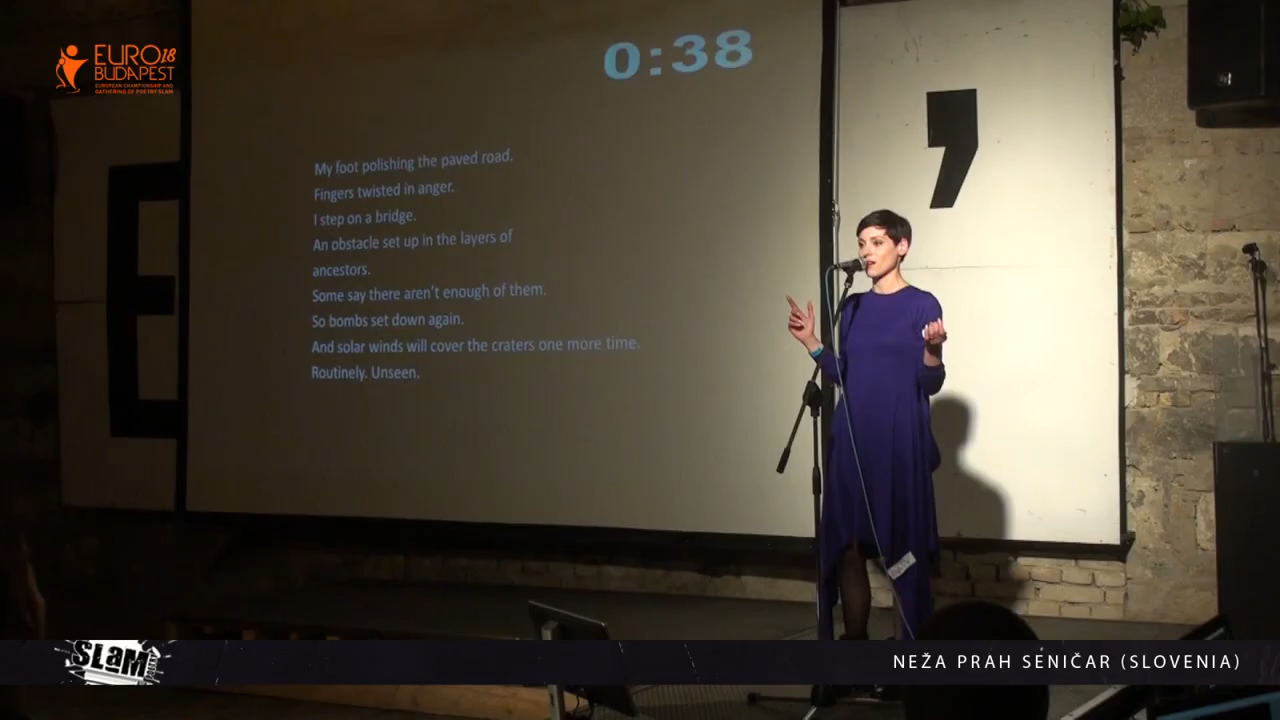 EURO18
BUDAPEST
EUROPEAN CHAMPIONSHIP AND
GATHERING OF POETRY SLAM
0:38
E
,
My foot polishing the paved road.
Fingers twisted in anger.
I step on a bridge.
An obstacle set up in the layers of
ancestors.
Some say there aren't enough of them.
So bombs set down again.
And solar winds will cover the craters one more time.
Routinely. Unseen.
SLAM
NEŽA PRAH SENIČAR (SLOVENIA)